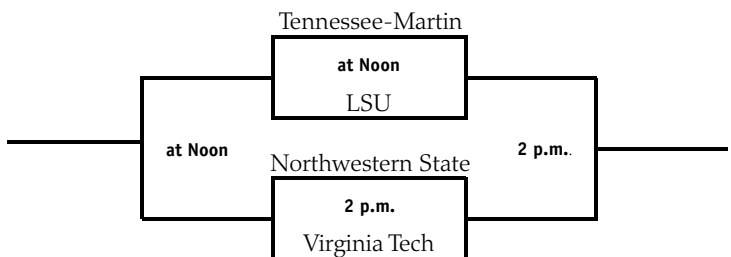 Tennessee-Martin
at Noon
LSU
at Noon
2 p.m..
Northwestern State
2 p.m.
Virginia Tech